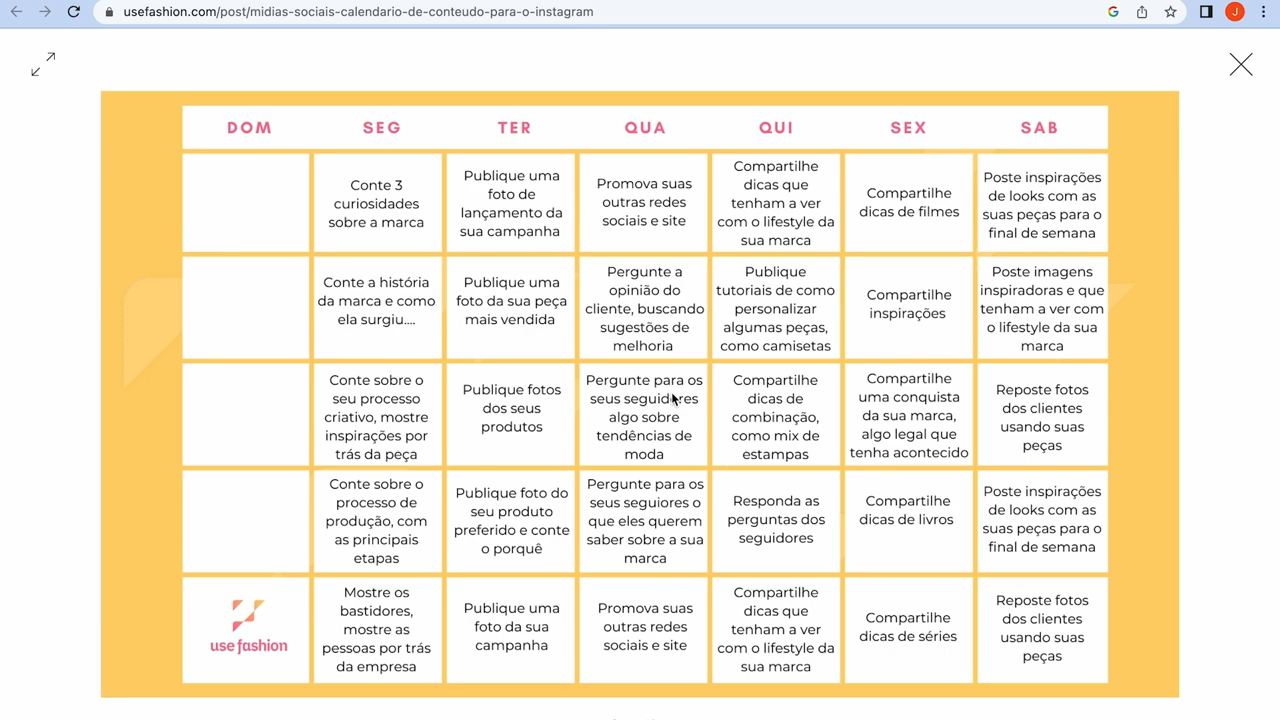 usefashion.com/post/midias-sociais-calendario-de-conteudo-para-o-instagram
J
DOM SEG TER QUA QUI SEX SAB
Conte 3
curiosidades
sobre a marca
Publique uma
foto de
lançamento da
sua campanha
Promova suas
outras redes
sociais e site
Compartilhe
dicas que
tenham a ver
com o lifestyle da
sua marca
Compartilhe
dicas de filmes
Poste inspirações
de looks com as
suas peças para o
final de semana
Conte a história
da marca e como
ela surgiu....
Publique uma
foto da sua peça
mais vendida
Pergunte a
opinião do
cliente, buscando
sugestões de
melhoria
Publique
tutoriais de como
personalizar
algumas peças,
como camisetas
Compartilhe
inspirações
Poste imagens
inspiradoras e que
tenham a ver com
o lifestyle da sua
marca
Conte sobre o
seu processo
criativo, mostre
inspirações por
trás da peça
Publique fotos
dos seus
produtos
Pergunte para os
seus seguidores
algo sobre
tendências de
moda
Compartilhe
dicas de
combinação,
como mix de
estampas
Compartilhe
uma conquista
da sua marca,
algo legal que
tenha acontecido
Reposte fotos
dos clientes
usando suas
peças
Conte sobre o
processo de
produção, com
as principais
etapas
Publique foto do
seu produto
preferido e conte
o porquê
Pergunte para os
seus seguiores o
que eles querem
saber sobre a sua
marca
Responda as
perguntas dos
seguidores
Compartilhe
dicas de livros
Poste inspirações
de looks com as
suas peças para o
final de semana
use fashion
Mostre os
bastidores,
mostre as
pessoas por trás
da empresa
Publique uma
foto da sua
campanha
Promova suas
outras redes
sociais e site
Compartilhe
dicas que
tenham a ver
com o lifestyle da
sua marca
Compartilhe
dicas de séries
Reposte fotos
dos clientes
usando suas
peças